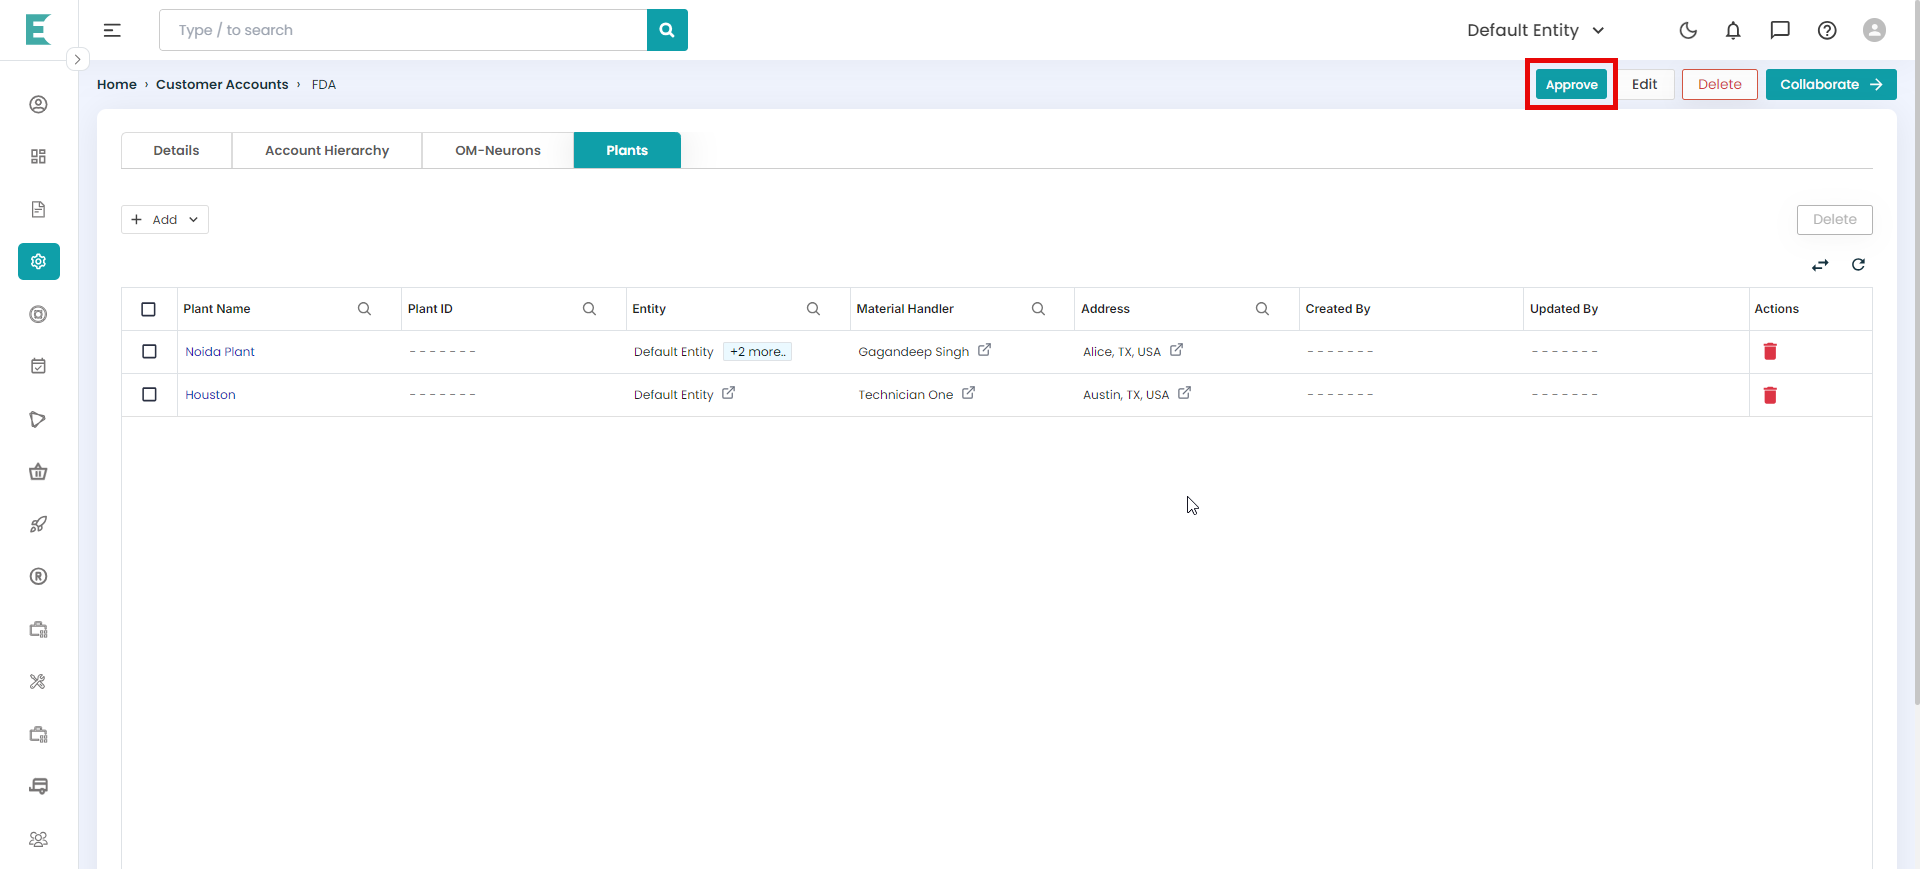 Type / to search
Default Entity
Home › Customer Accounts › FDA
Approve Edit Delete Collaborate
Details Account Hierarchy OM-Neurons Plants
+ Add
Delete
Plant Name Plant ID Entity Material Handler Address Created By Updated By Actions
Noida Plant ------- Default Entity +2 more.. Gagandeep Singh Alice, TX, USA ------- -------
Houston ------- Default Entity Technician One Austin, TX, USA ------- -------